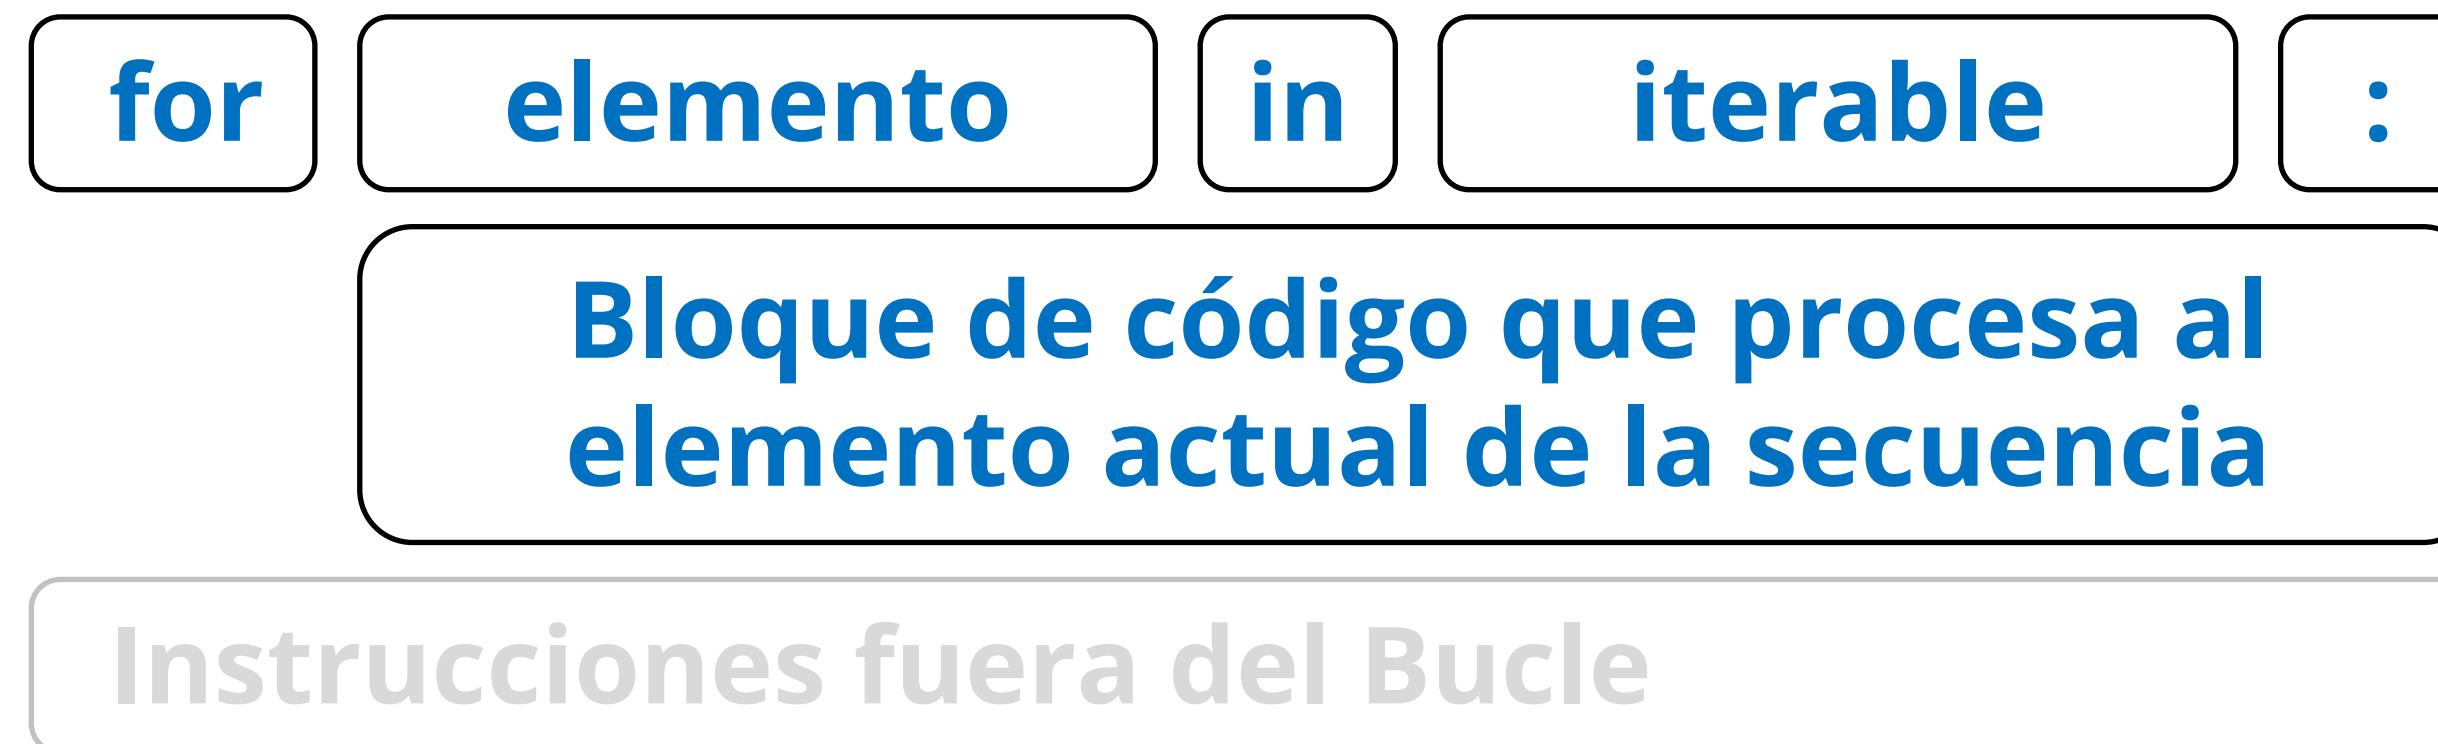 for elemento in iterable :
Bloque de código que procesa al
elemento actual de la secuencia
Instrucciones fuera del Bucle